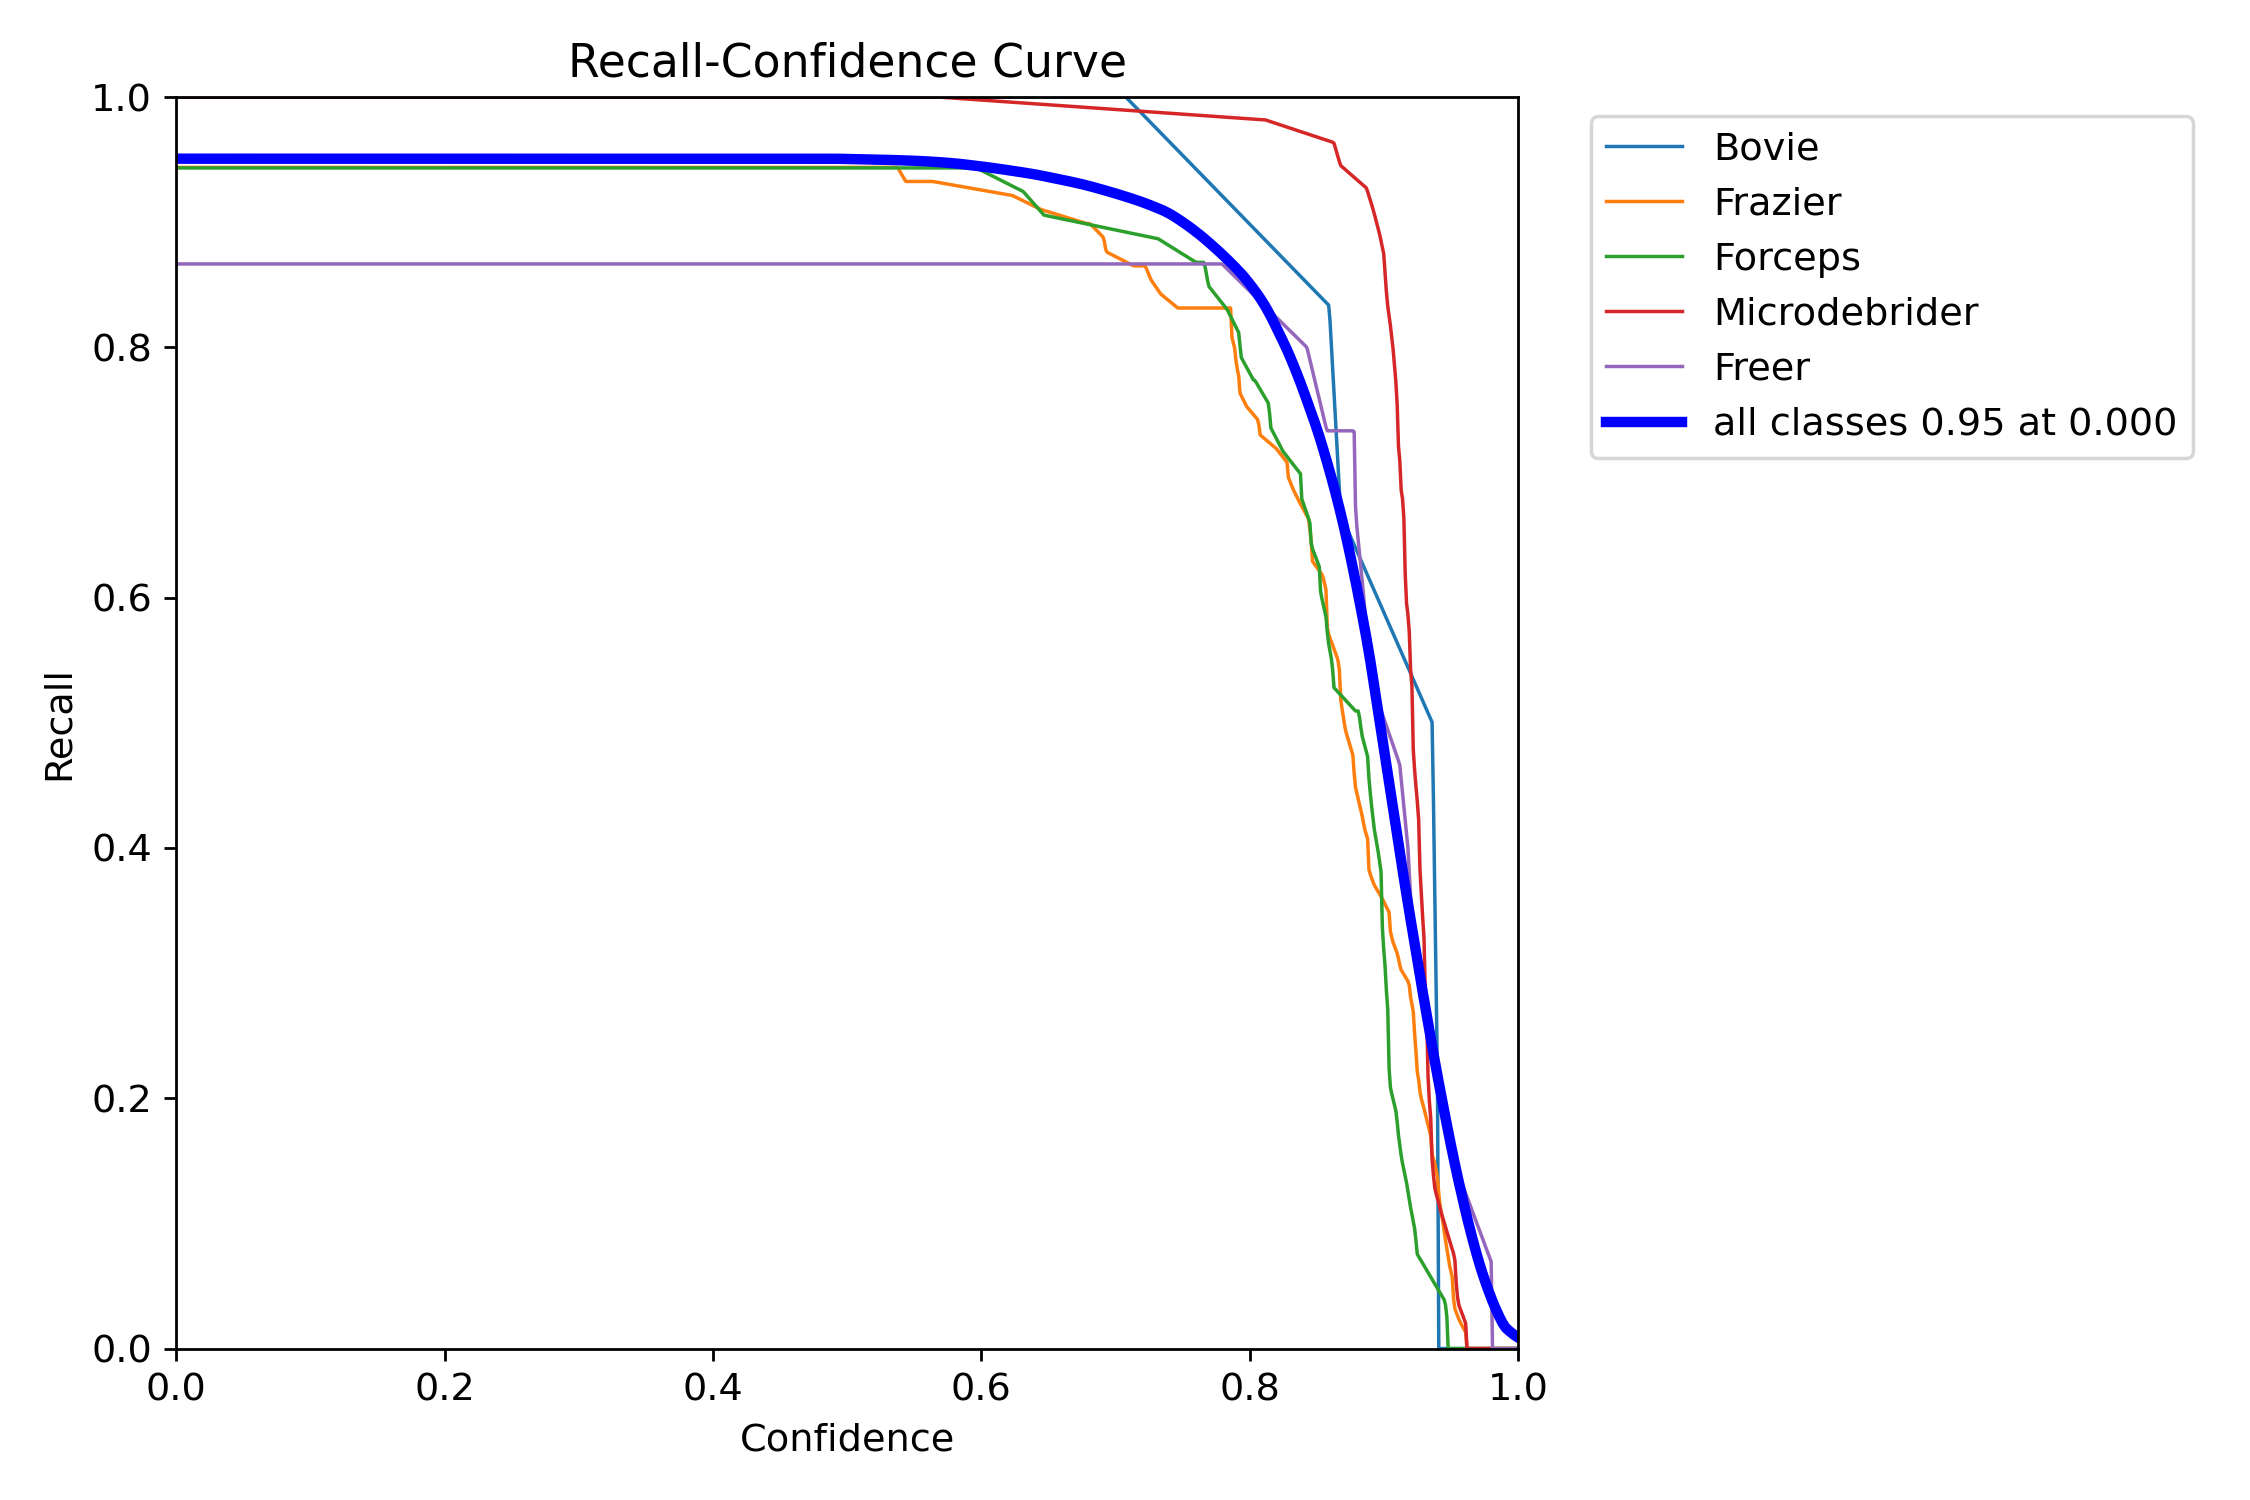 Recall-Confidence Curve
1.0
0.8
0.6
0.4
0.2
0.0
Recall
0.0 0.2 0.4 0.6 0.8 1.0
Confidence
Bovie
Frazier
Forceps
Microdebrider
Freer
all classes 0.95 at 0.000